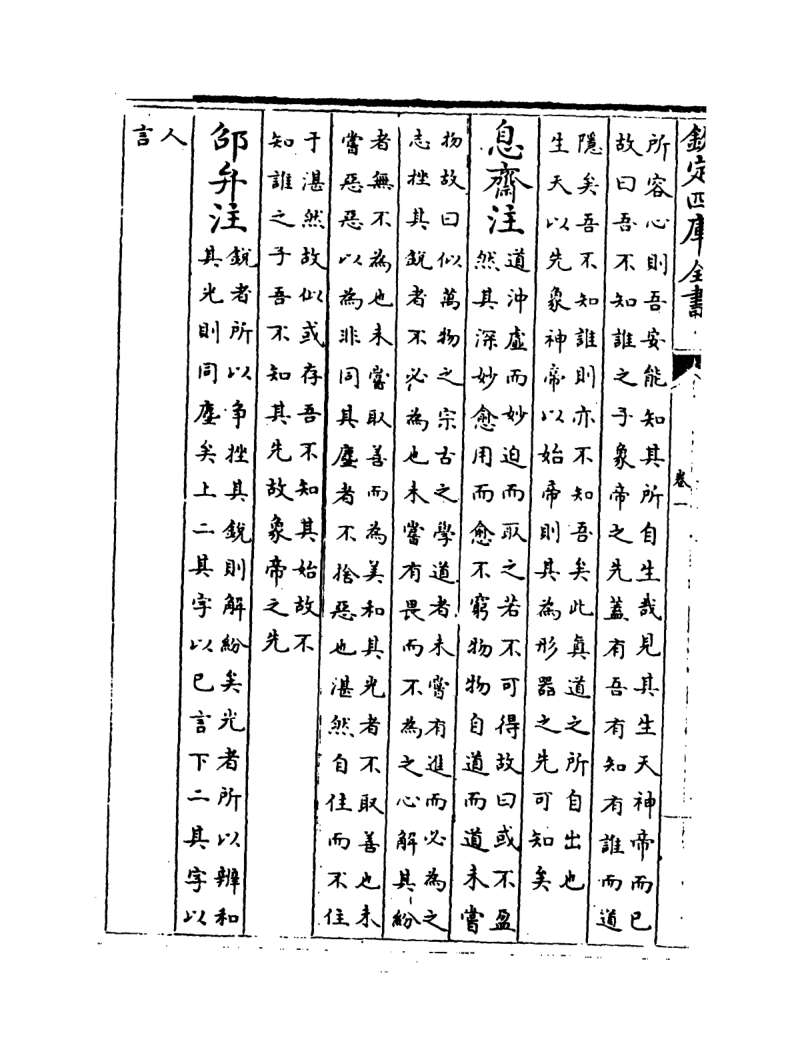 欽定四庫全書
卷一
所容心則吾安能知其所自生哉見其生天神帝而已
故曰吾不知誰之子象帝之先蓋有吾有知有誰而道
隱矣吾不知誰則亦不知吾矣此真道之所自出也
生天以先象神帝以始帝則其為形器之先可知矣
息齋注
道沖虛而妙迫而取之若不可得故曰或不盈
然其深妙愈用而愈不窮物物自道而道未嘗
物故曰似萬物之宗古之學道者未嘗有進而必為之
志挫其銳者不必為也未嘗有畏而不為之心解其紛
者無不為也未嘗取善而為美和其光者不取善也未
嘗惡惡以為非同其塵者不捨惡也湛然自住而不住
于湛然故似或存吾不知其始故不
知誰之子吾不知其先故象帝之先
邵弁注
銳者所以争挫其銳則解紛矣光者所以辨和
其光則同塵矣上二其字以已言下二其字以
人
言